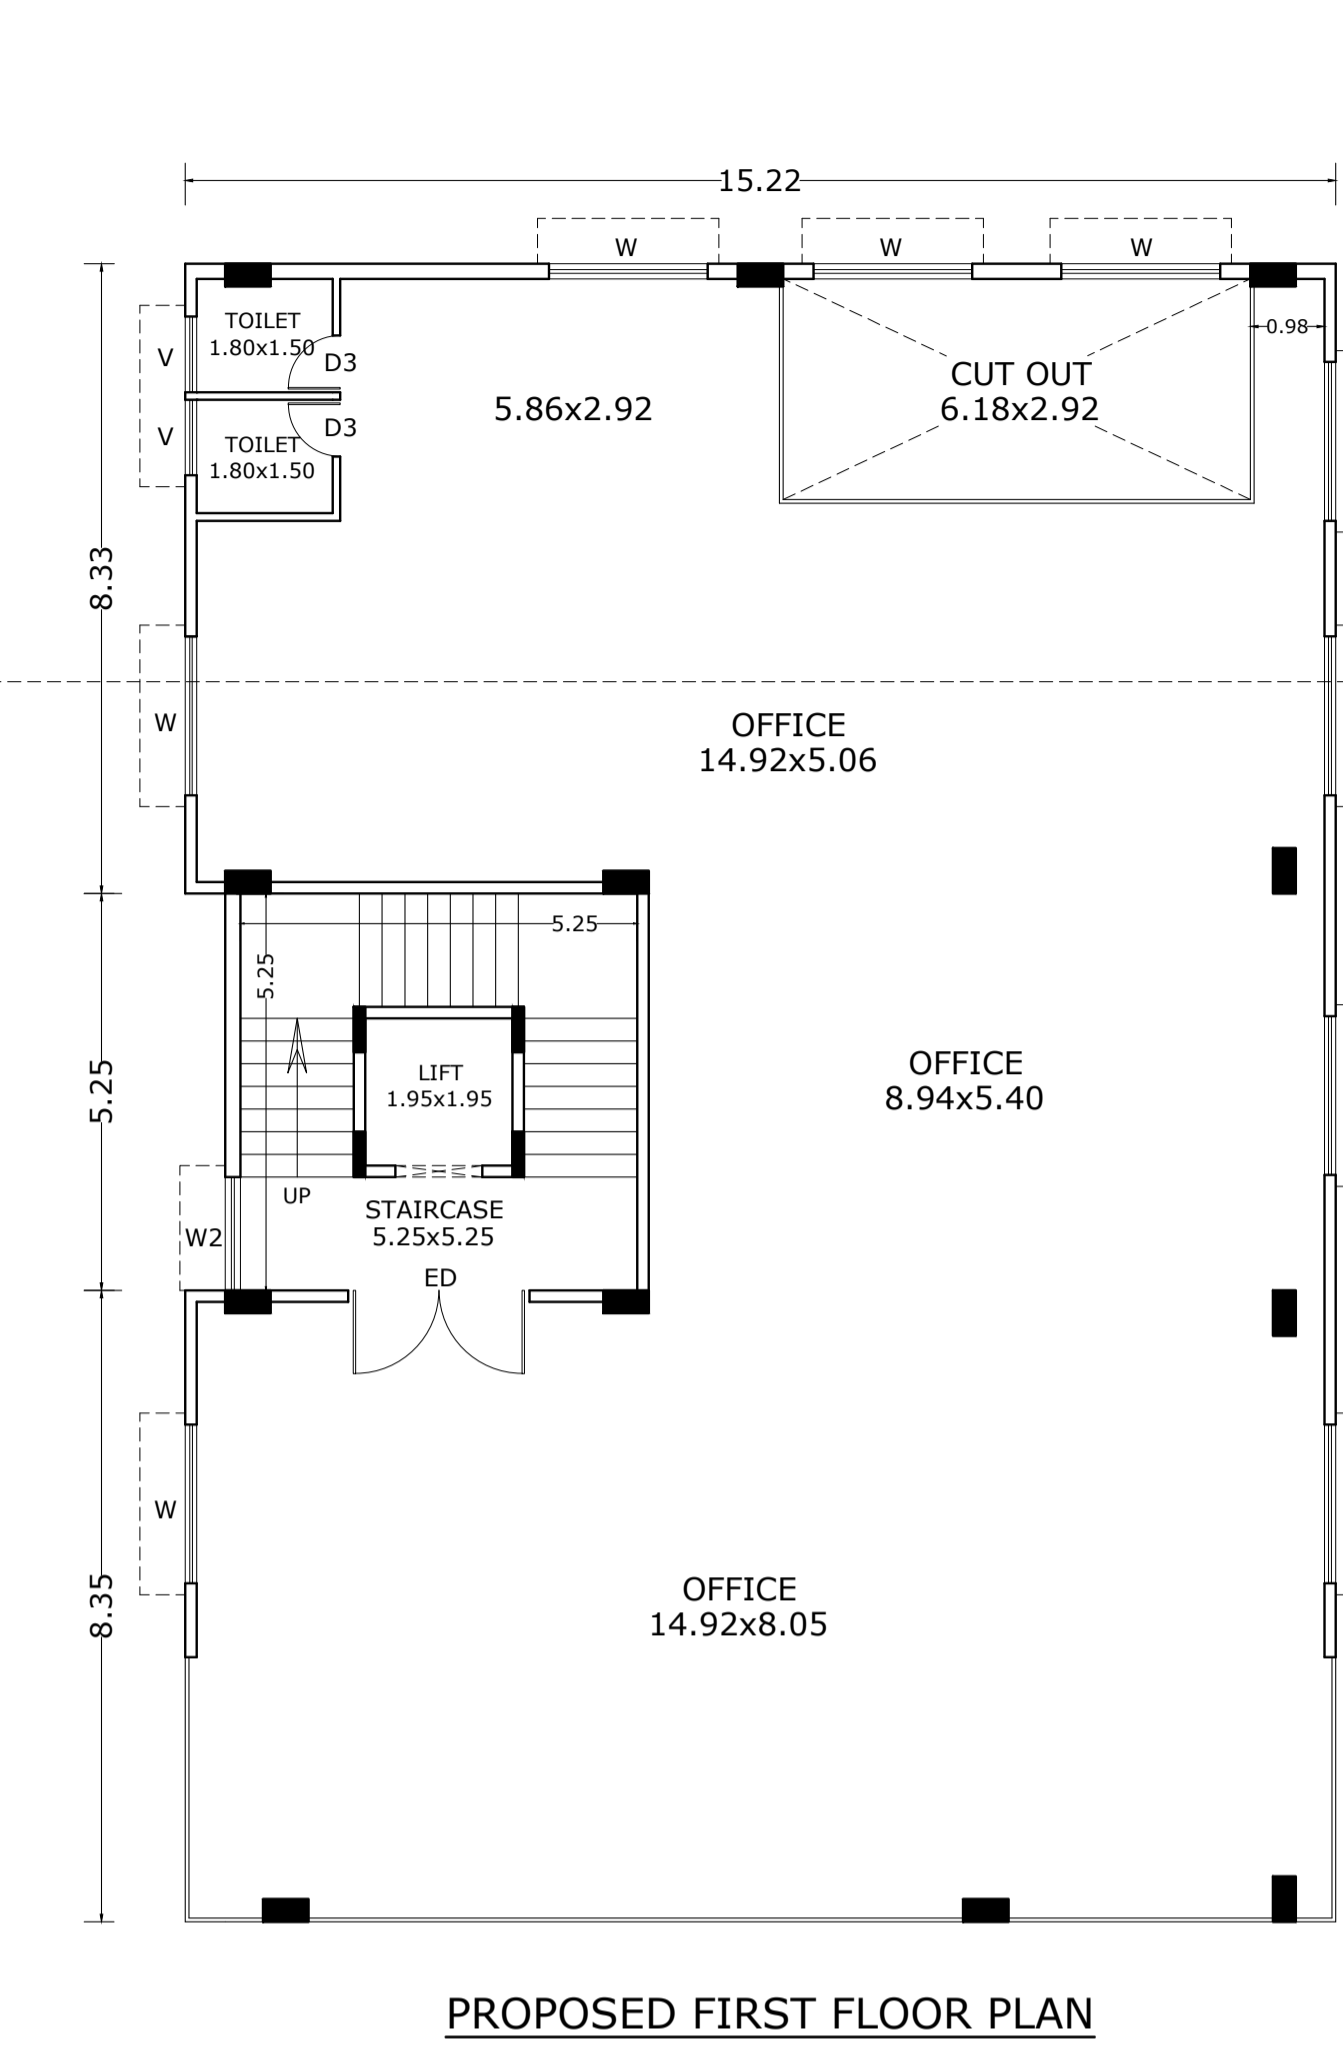 15.22
W
W
W
TOILET
1.80x1.50
V
D3
0.98
CUT OUT
6.18x2.92
5.86x2.92
V
D3
TOILET
1.80x1.50
8.33
W
OFFICE
14.92x5.06
5.25
5.25
5.25
LIFT
1.95x1.95
OFFICE
8.94x5.40
UP
STAIRCASE
5.25x5.25
W2
ED
W
OFFICE
14.92x8.05
8.35
PROPOSED FIRST FLOOR PLAN